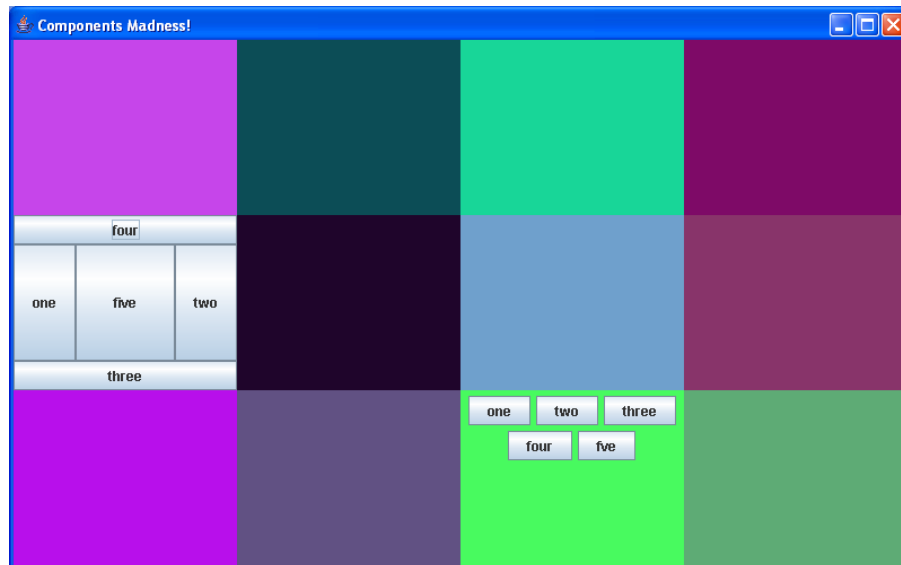 Components Madness!
four
one five two
three
one two three
four fve